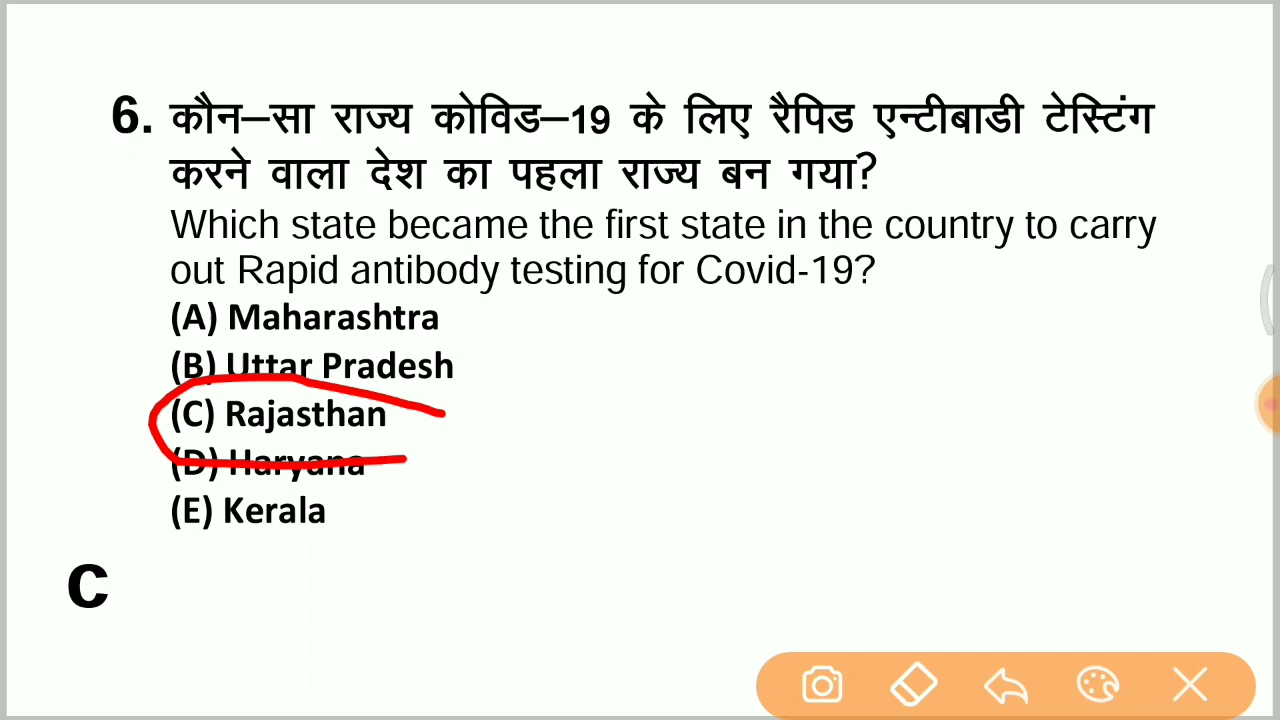 6. कौन–सा राज्य कोविड–19 के लिए रैपिड एन्टीबाडी टेस्टिंग
करने वाला देश का पहला राज्य बन गया?
Which state became the first state in the country to carry
out Rapid antibody testing for Covid-19?
(A) Maharashtra
(B) Uttar Pradesh
(C) Rajasthan
(D) Haryana
(E) Kerala
C